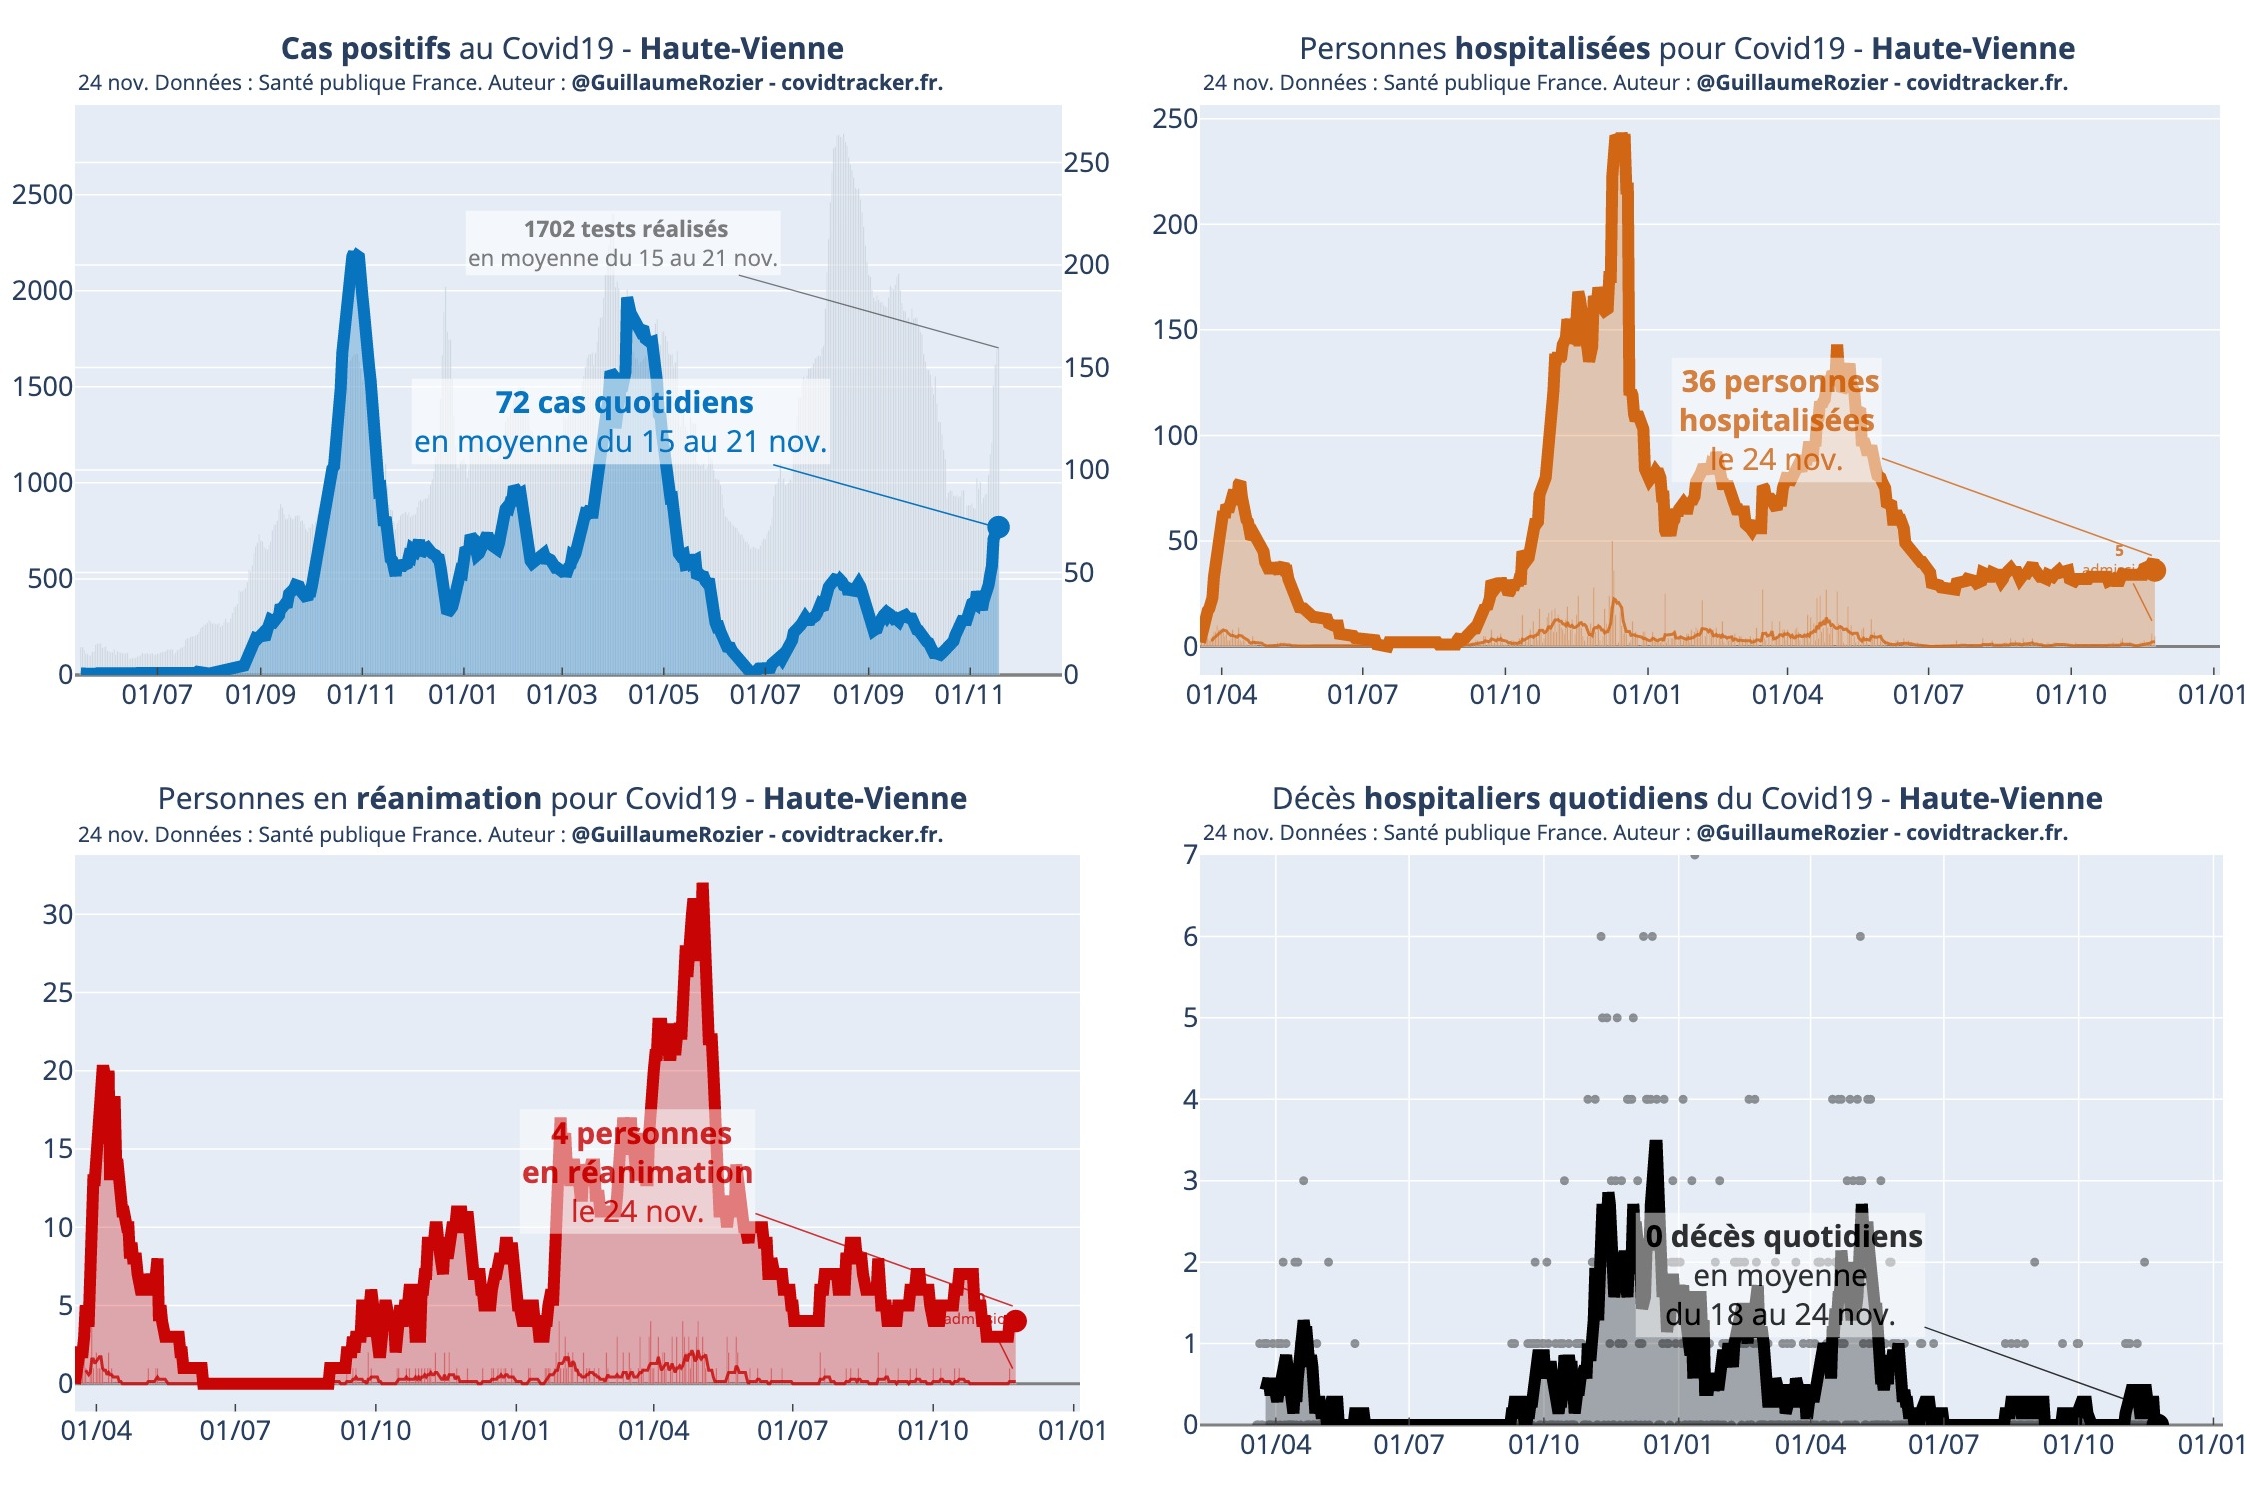 Cas positifs au Covid19 - Haute-Vienne
24 nov. Données : Santé publique France. Auteur : @GuillaumeRozier - covidtracker.fr.
2500
2000
1500
1000
500
0
250
200
150
100
50
0
1702 tests réalisés
en moyenne du 15 au 21 nov.
72 cas quotidiens
en moyenne du 15 au 21 nov.
01/07 01/09 01/11 01/01 01/03 01/05 01/07 01/09 01/11
Personnes hospitalisées pour Covid19 - Haute-Vienne
24 nov. Données : Santé publique France. Auteur : @GuillaumeRozier - covidtracker.fr.
250
200
150
100
50
0
36 personnes
hospitalisées
le 24 nov.
5
01/04 01/07 01/10 01/01 01/04 01/07 01/10 01/01
Personnes en réanimation pour Covid19 - Haute-Vienne
24 nov. Données : Santé publique France. Auteur : @GuillaumeRozier - covidtracker.fr.
30
25
20
15
10
5
0
4 personnes
en réanimation
le 24 nov.
01/04 01/07 01/10 01/01 01/04 01/07 01/10 01/01
Décès hospitaliers quotidiens du Covid19 - Haute-Vienne
24 nov. Données : Santé publique France. Auteur : @GuillaumeRozier - covidtracker.fr.
7
6
5
4
3
2
1
0
0 décès quotidiens
en moyenne
du 18 au 24 nov.
01/04 01/07 01/10 01/01 01/04 01/07 01/10 01/01